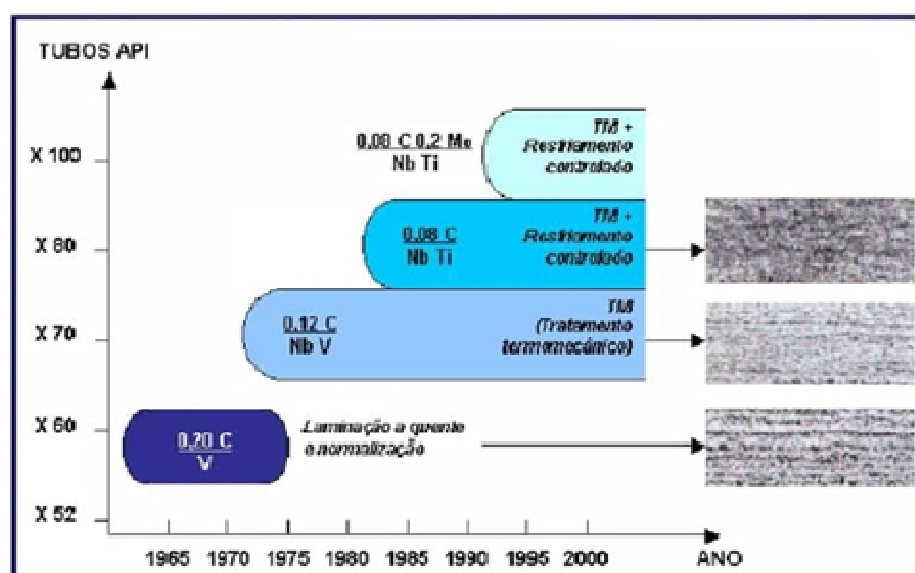 TUBOS API
0,08 C 0,2 Mo
Nb Ti
TM +
Resfriamento
controlado
X 100
0,08 C
Nb Ti
TM +
Resfriamento
controlado
X 80
0,12 C
Nb V
TM
(Tratamento
termomecánico)
X 70
X 60
0,20 C
V
Laminação a quente
e normalização
X 52
1965 1970 1975 1980 1985 1990 1995 2000 ANO